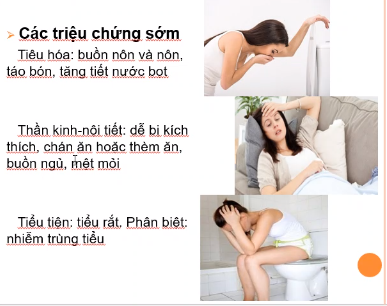 Các triệu chứng sớm
Tiêu hóa: buồn nôn và nôn,
táo bón, tăng tiết nước bọt
Thần kinh-nội tiết: dễ bị kích
thích, chán ăn hoặc thèm ăn,
buồn ngủ, mệt mỏi
Tiểu tiện: tiểu rắt, Phân biệt:
nhiễm trùng tiểu